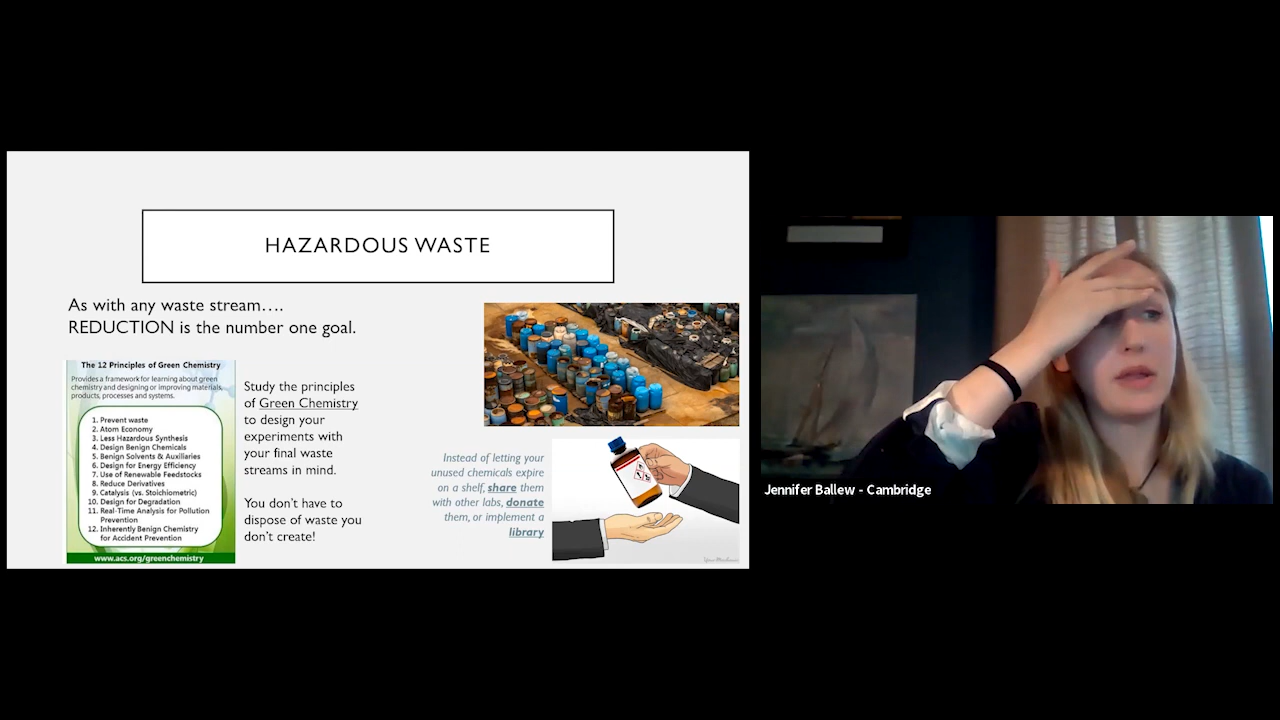 HAZARDOUS WASTE
As with any waste stream….
REDUCTION is the number one goal.
The 12 Principles of Green Chemistry
Provides a framework for learning about green
chemistry and designing or improving materials,
products, processes and systems.
1. Prevent waste
2. Atom Economy
3. Less Hazardous Synthesis
4. Design Benign Chemicals
5. Benign Solvents & Auxiliaries
6. Design for Energy Efficiency
7. Use of Renewable Feedstocks
8. Reduce Derivatives
9. Catalysis (vs. Stoichiometric)
10. Design for Degradation
11. Real-Time Analysis for Pollution
Prevention
12. Inherently Benign Chemistry
for Accident Prevention
www.acs.org/greenchemistry
Study the principles
of Green Chemistry
to design your
experiments with
your final waste
streams in mind.
You don't have to
dispose of waste you
don't create!
Instead of letting your
unused chemicals expire
on a shelf, share them
with other labs, donate
them, or implement a
library
Jennifer Ballew - Cambridge